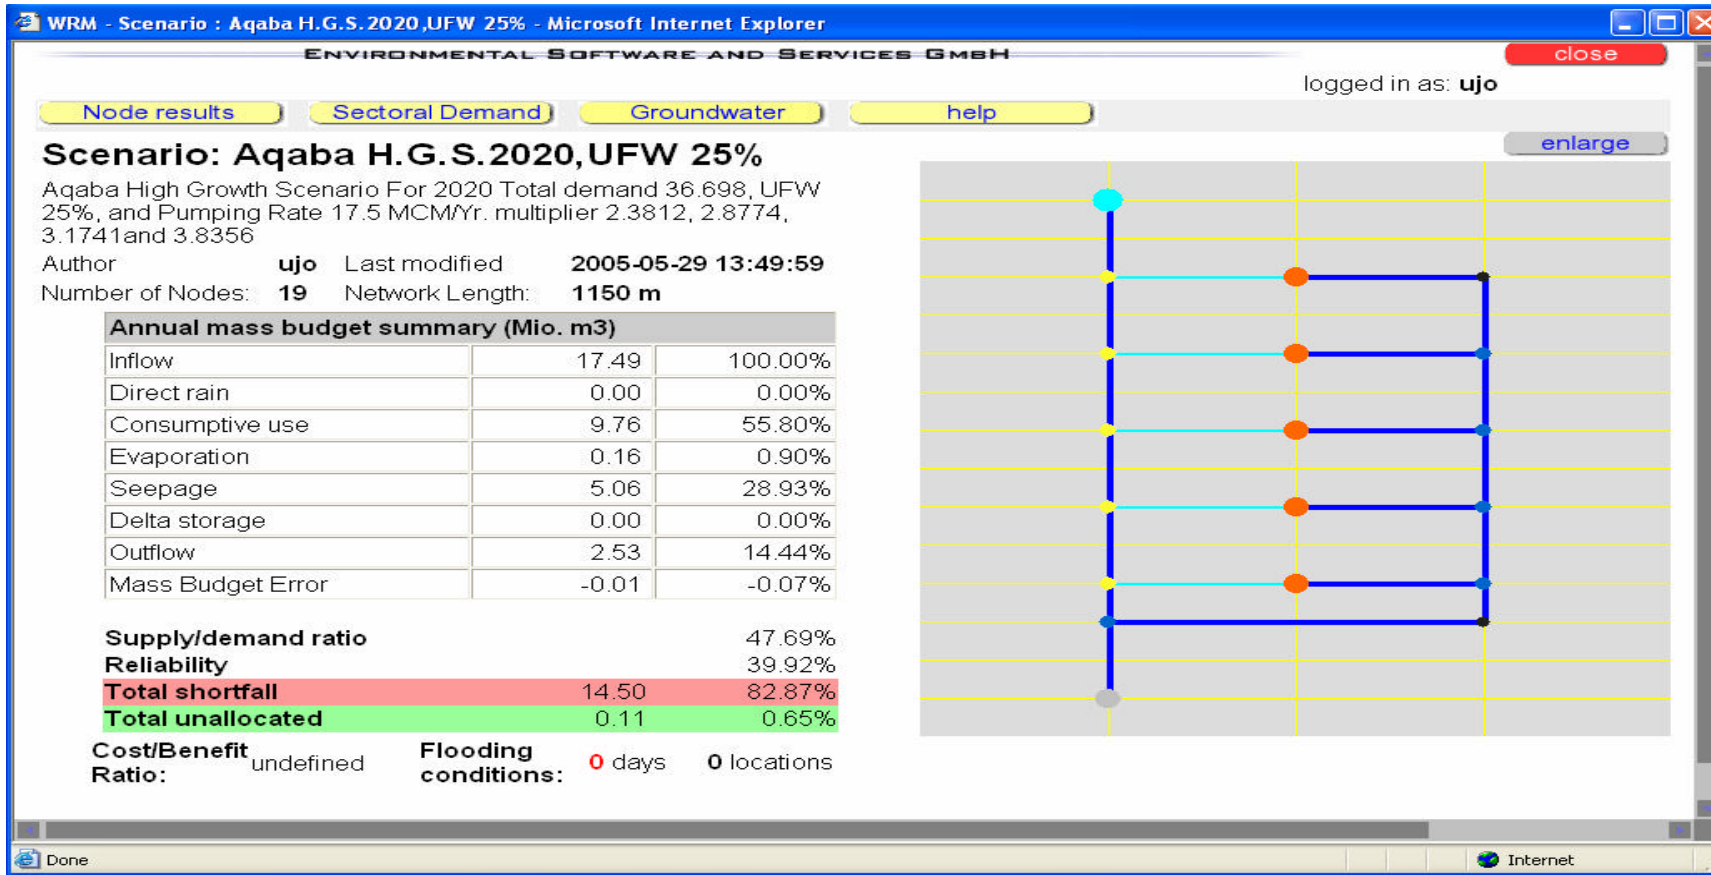 WRM - Scenario : Aqaba H.G.S.2020,UFW 25% - Microsoft Internet Explorer
ENVIRONMENTAL SOFTWARE AND SERVICES GMBH
close
logged in as: ujo
Node results Sectoral Demand Groundwater help
enlarge
Scenario: Aqaba H.G.S.2020,UFW 25%
Aqaba High Growth Scenario For 2020 Total demand 36.698, UFW
25%, and Pumping Rate 17.5 MCM/Yr. multiplier 2.3812, 2.8774,
3.1741and 3.8356
Author ujo Last modified 2005-05-29 13:49:59
Number of Nodes: 19 Network Length: 1150 m
Annual mass budget summary (Mio. m3)
Inflow 17.49 100.00%
Direct rain 0.00 0.00%
Consumptive use 9.76 55.80%
Evaporation 0.16 0.90%
Seepage 5.06 28.93%
Delta storage 0.00 0.00%
Outflow 2.53 14.44%
Mass Budget Error -0.01 -0.07%
Supply/demand ratio 47.69%
Reliability 39.92%
Total shortfall 14.50 82.87%
Total unallocated 0.11 0.65%
Cost/Benefit Ratio: undefined Flooding conditions: 0 days 0 locations
Done Internet